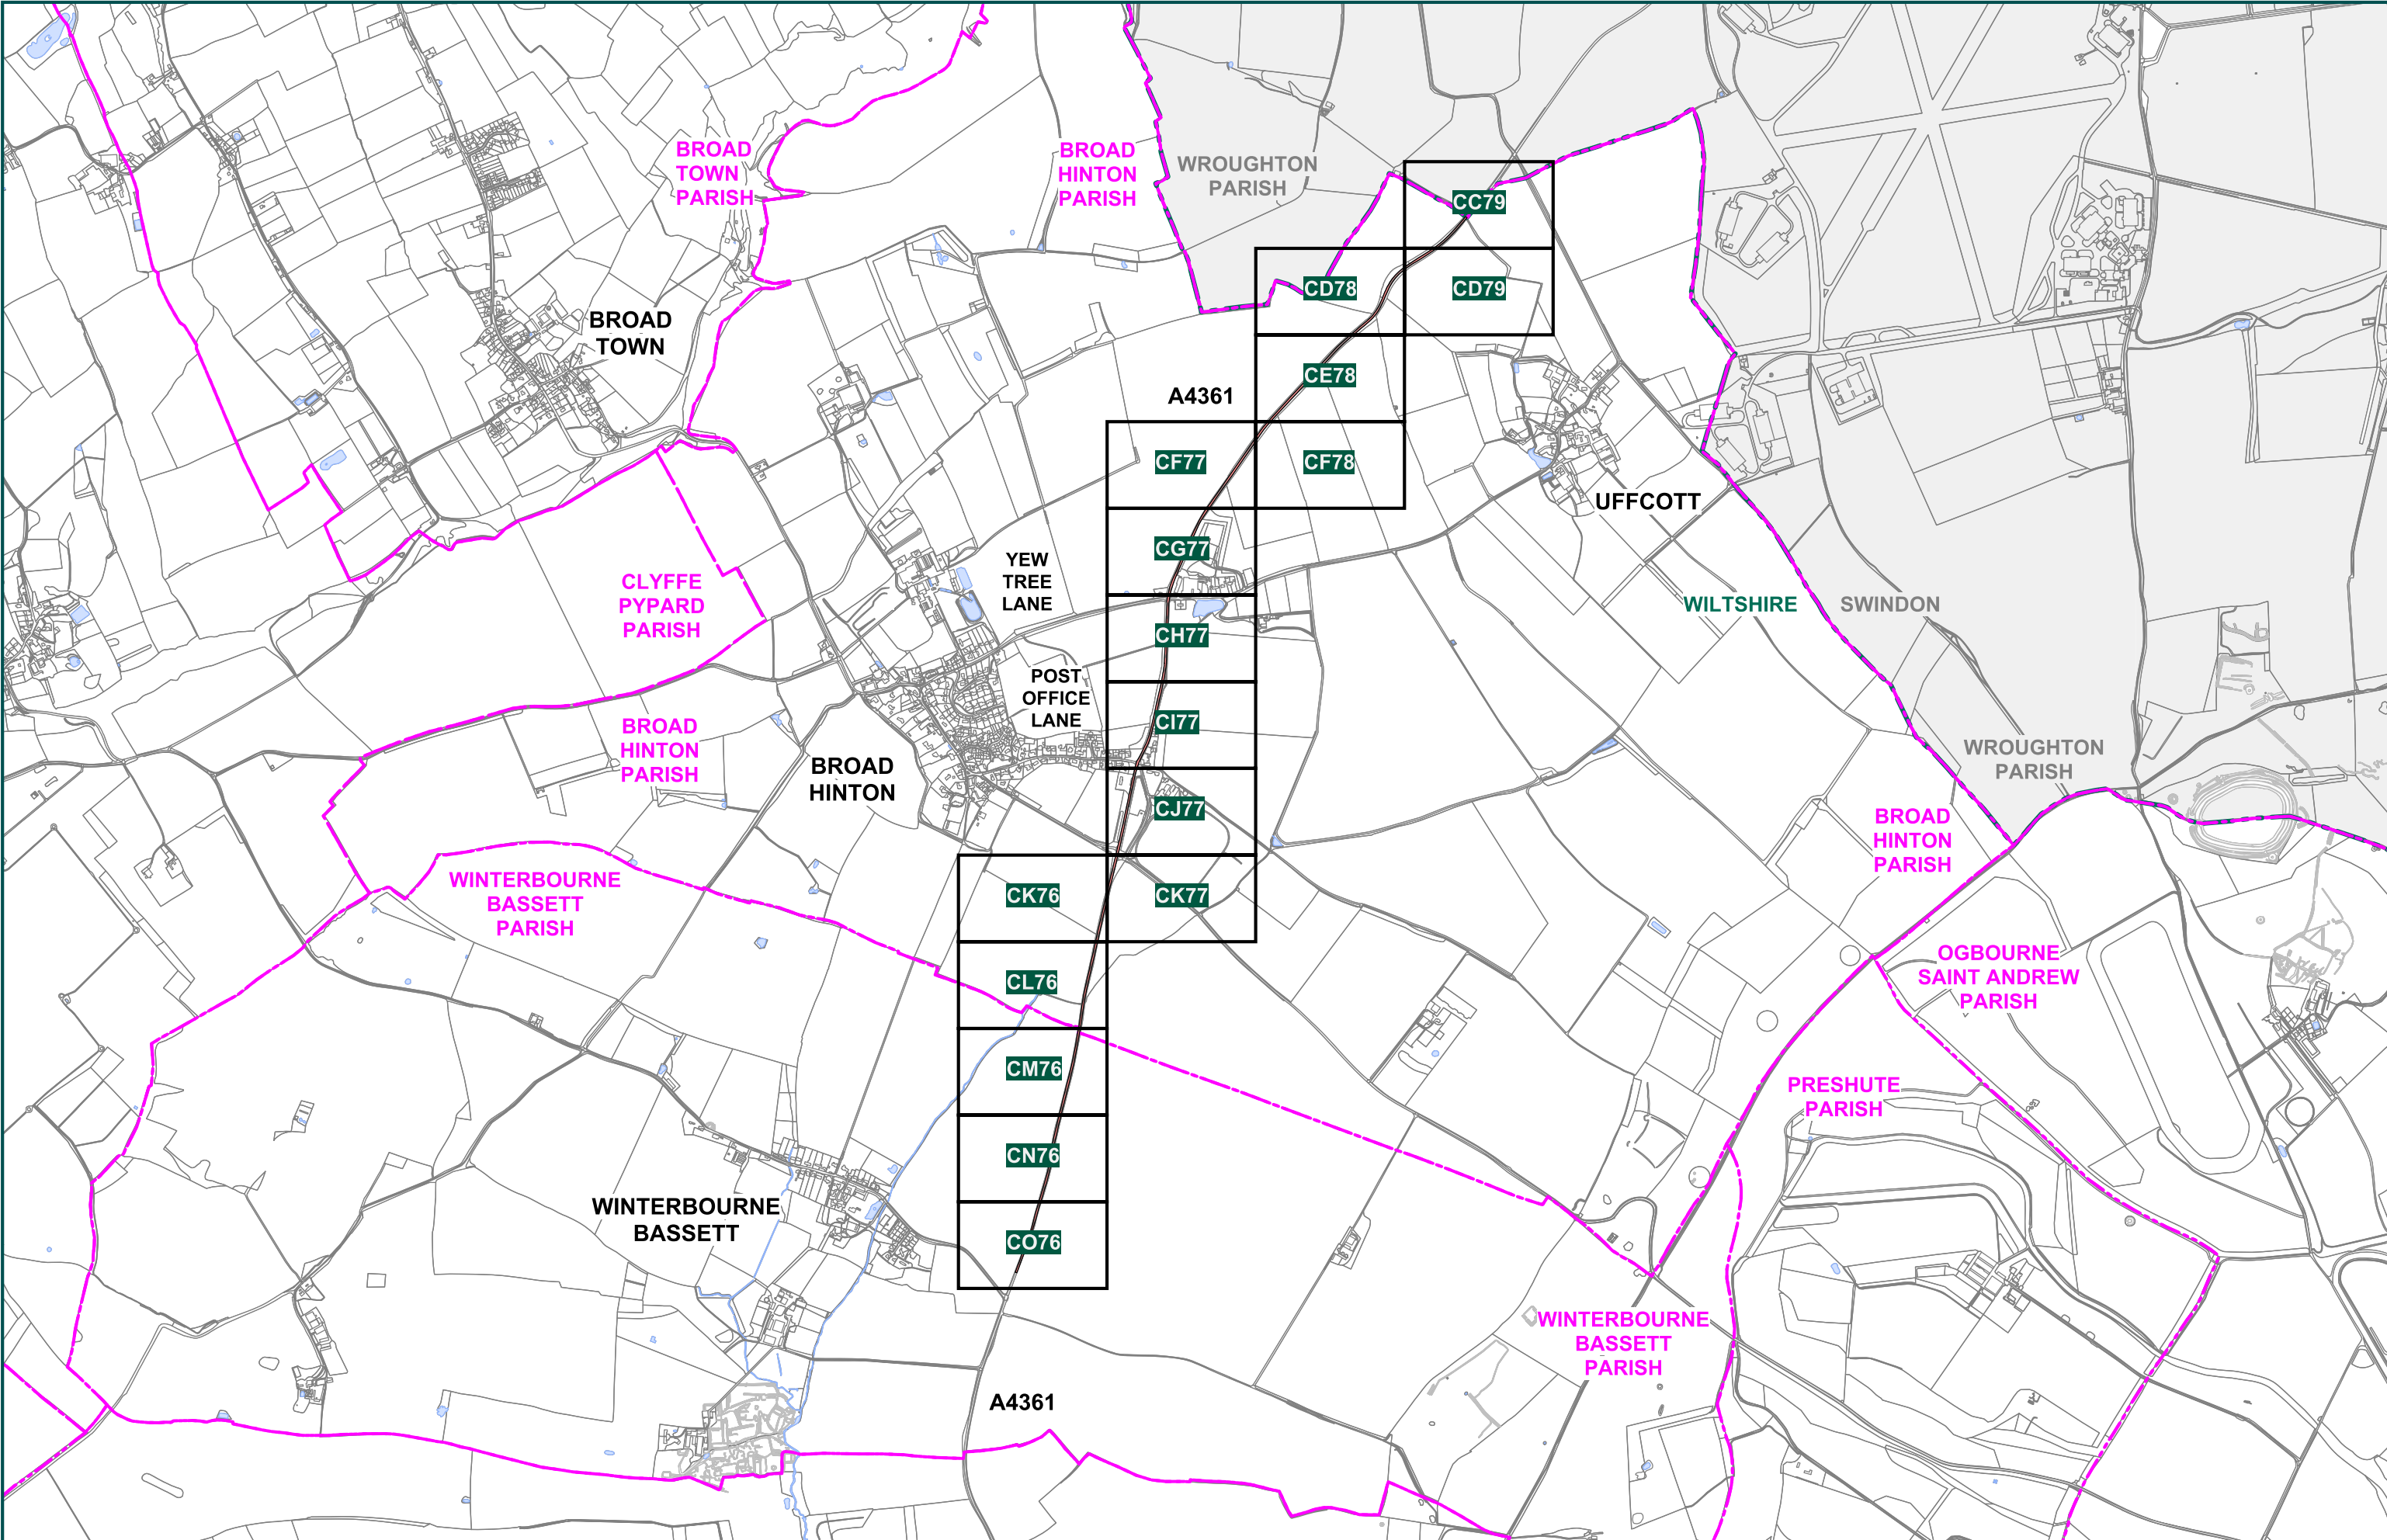 BROAD
TOWN
PARISH
BROAD
HINTON
PARISH
WROUGHTON
PARISH
CC79
CD78
CD79
BROAD
TOWN
CE78
A4361
CF77
CF78
UFFCOTT
CG77
YEW
TREE
LANE
CLYFFE
PYPARD
PARISH
WILTSHIRE
SWINDON
CH77
POST
OFFICE
LANE
CI77
BROAD
HINTON
PARISH
BROAD
HINTON
WROUGHTON
PARISH
CJ77
BROAD
HINTON
PARISH
WINTERBOURNE
BASSETT
PARISH
CK76
CK77
OGBOURNE
SAINT ANDREW
PARISH
CL76
CM76
PRESHUTE
PARISH
CN76
WINTERBOURNE
BASSETT
CO76
WINTERBOURNE
BASSETT
PARISH
A4361